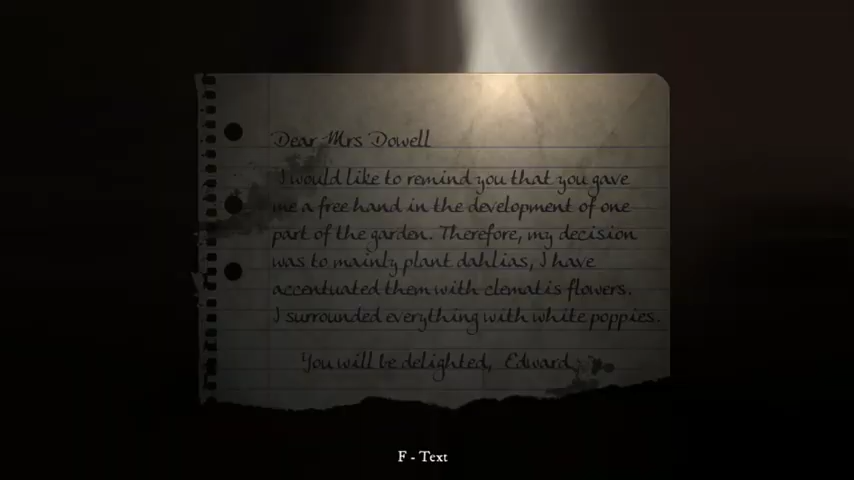 Dear Mrs Dowell
I would like to remind you that you gave
me a free hand in the development of one
part of the garden. Therefore, my decision
was to mainly plant dahlias, I have
accentuated them with clematis flowers.
I surrounded everything with white poppies.
You will be delighted, Edward
F - Text